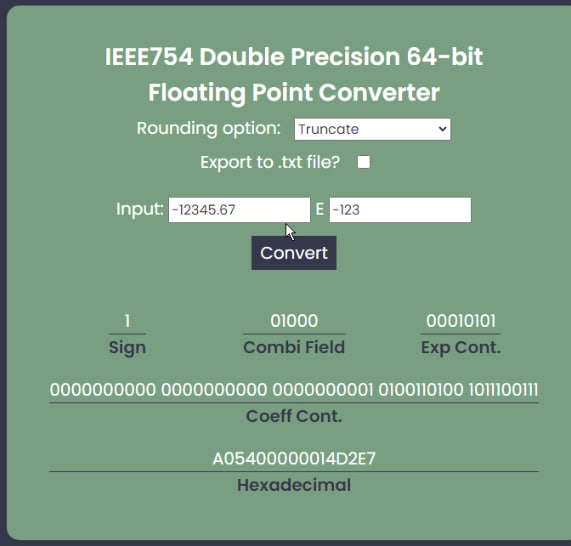 IEEE754 Double Precision 64-bit
Floating Point Converter
Rounding option: Truncate
Export to .txt file?
Input: -12345.67 E -123
Convert
1 01000 00010101
Sign Combi Field Exp Cont.
0000000000 0000000000 0000000001 0100110100 1011100111
Coeff Cont.
A05400000014D2E7
Hexadecimal